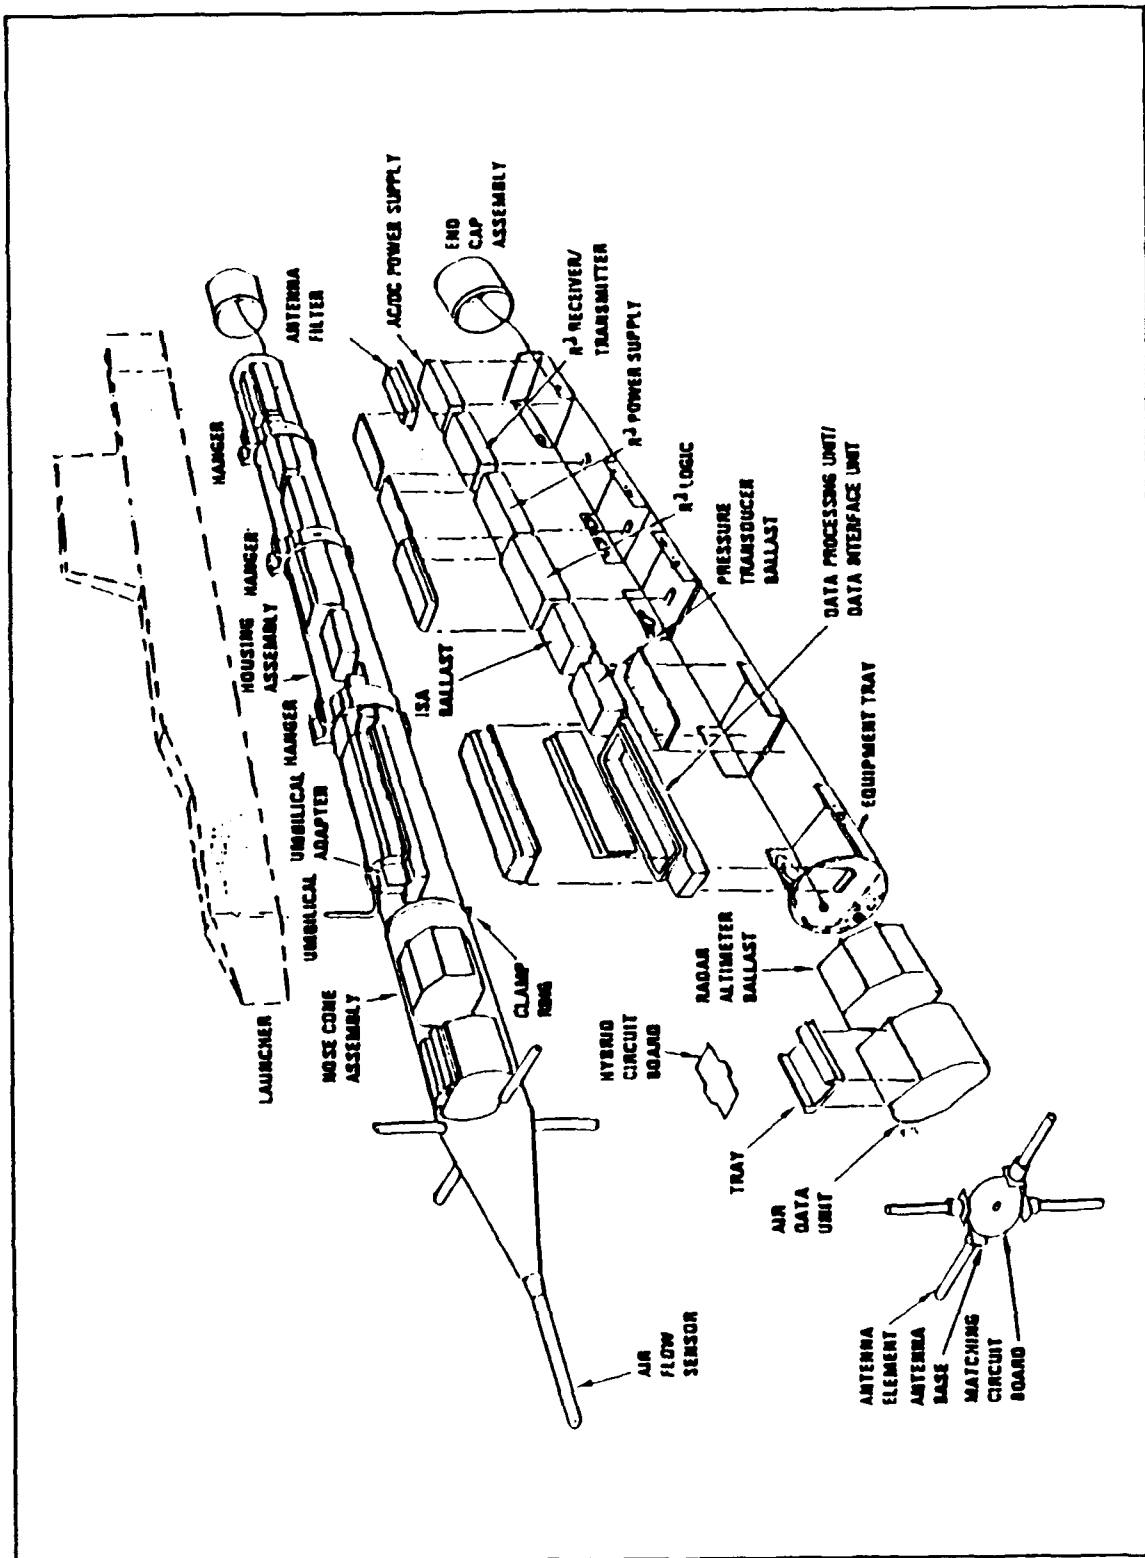 LAUNCHER
NOSE CONE
ASSEMBLY
UMBILICAL
UMBILICAL
ADAPTER
HANGER
HOUSING
ASSEMBLY
HANGER
HANGER
ANTENNA
FILTER
AC/DC POWER SUPPLY
END
CAP
ASSEMBLY
CLAMP
RING
ISA
BALLAST
R³ RECEIVER/
TRANSMITTER
R³ POWER SUPPLY
R³ LOGIC
PRESSURE
TRANSDUCER
BALLAST
DATA PROCESSING UNIT/
DATA INTERFACE UNIT
EQUIPMENT TRAY
RADAR
ALTIMETER
BALLAST
HYBRID
CIRCUIT
BOARD
TRAY
AIR
DATA
UNIT
AIR
FLOW
SENSOR
ANTENNA
ELEMENT
ANTENNA
BASE
MATCHING
CIRCUIT
BOARD